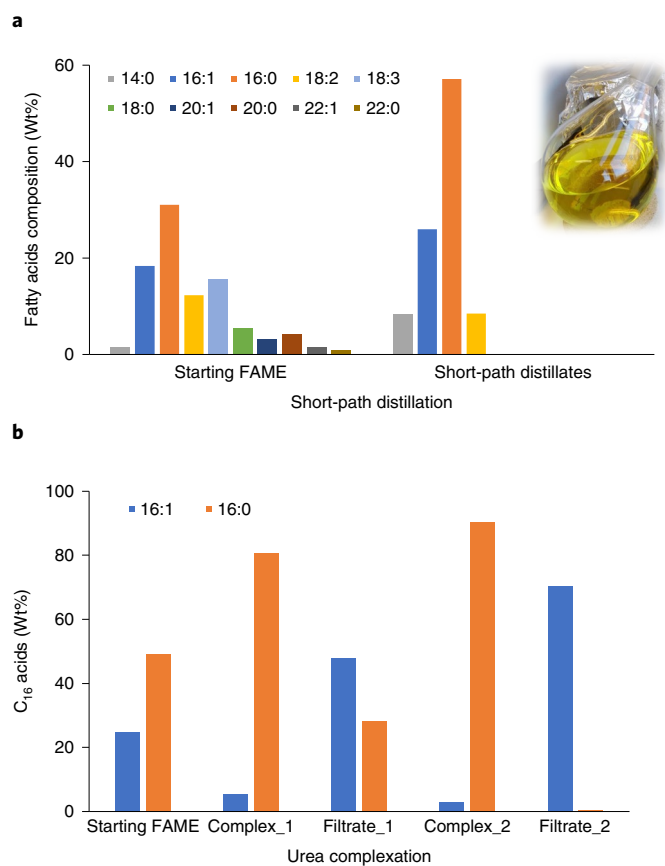 a
60
40
20
0
Fatty acids composition (Wt%)
14:0 16:1 16:0 18:2 18:3
18:0 20:1 20:0 22:1 22:0
Starting FAME Short-path distillates
Short-path distillation
b
100
80
60
40
20
0
C₁₆ acids (Wt%)
16:1 16:0
Starting FAME Complex_1 Filtrate_1 Complex_2 Filtrate_2
Urea complexation